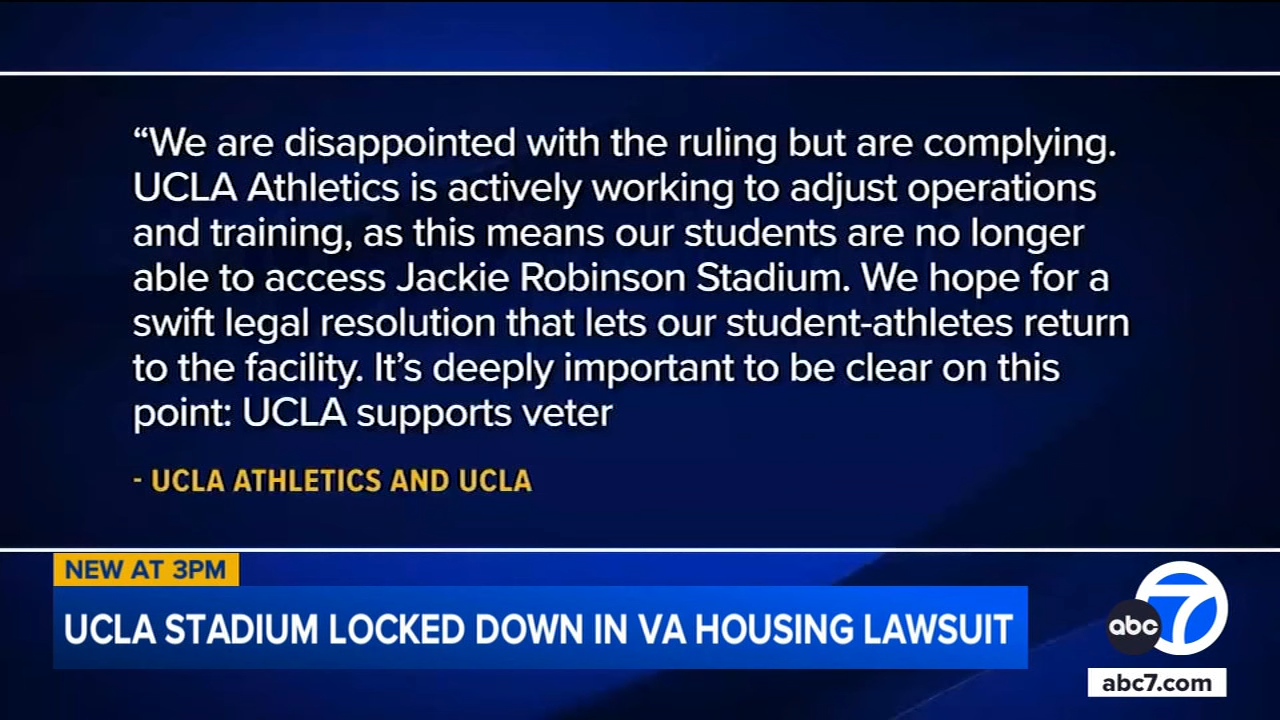 “We are disappointed with the ruling but are complying.
UCLA Athletics is actively working to adjust operations
and training, as this means our students are no longer
able to access Jackie Robinson Stadium. We hope for a
swift legal resolution that lets our student-athletes return
to the facility. It’s deeply important to be clear on this
point: UCLA supports veter
- UCLA ATHLETICS AND UCLA
NEW AT 3PM
UCLA STADIUM LOCKED DOWN IN VA HOUSING LAWSUIT
abc 7
abc7.com